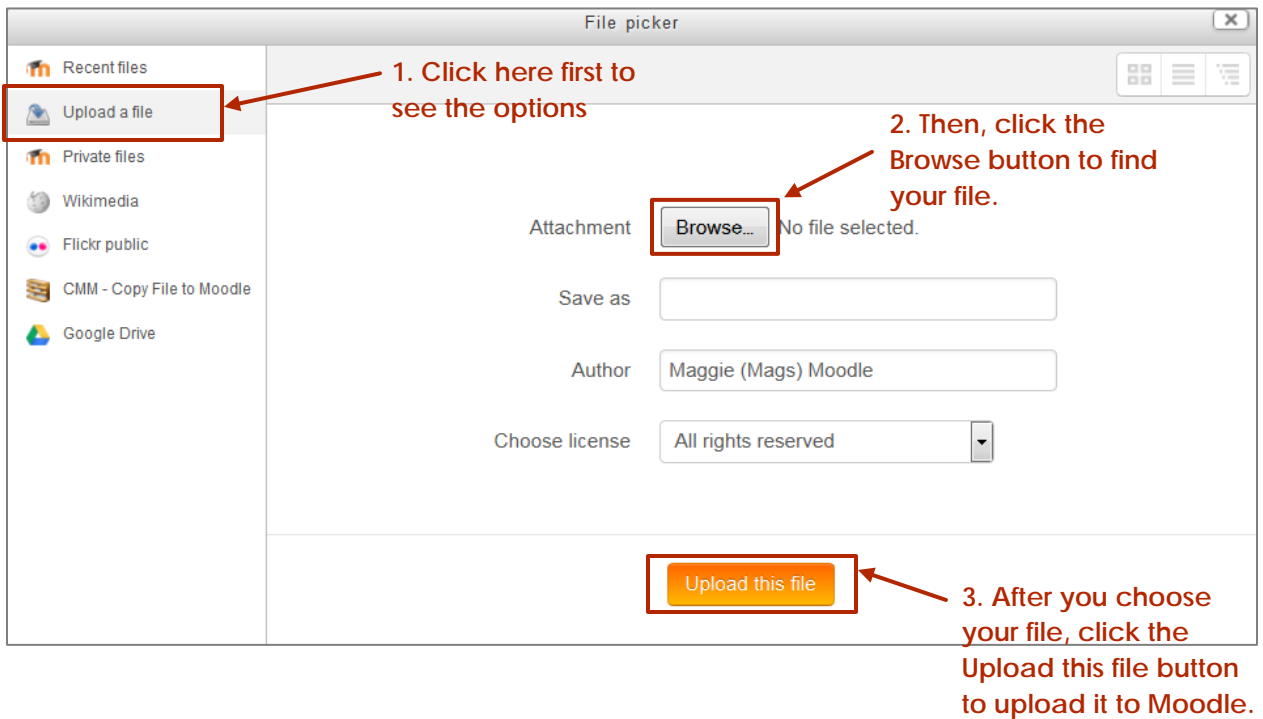 File picker
Recent files
Upload a file
Private files
Wikimedia
Flickr public
CMM - Copy File to Moodle
Google Drive
1. Click here first to
see the options
2. Then, click the
Browse button to find
your file.
Attachment Browse... No file selected.
Save as
Author Maggie (Mags) Moodle
Choose license All rights reserved
Upload this file
3. After you choose
your file, click the
Upload this file button
to upload it to Moodle.